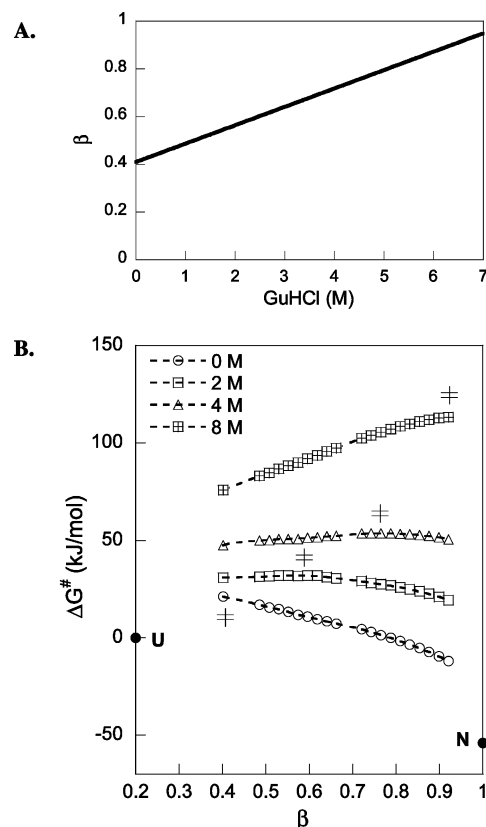 A.
1
0.8
0.6
0.4
0.2
0
β
0 1 2 3 4 5 6 7
GuHCl (M)
B.
150
100
50
0
-50
ΔG# (kJ/mol)
0 M
2 M
4 M
8 M
‡
‡
‡
‡
U
N
0.2 0.3 0.4 0.5 0.6 0.7 0.8 0.9 1
β